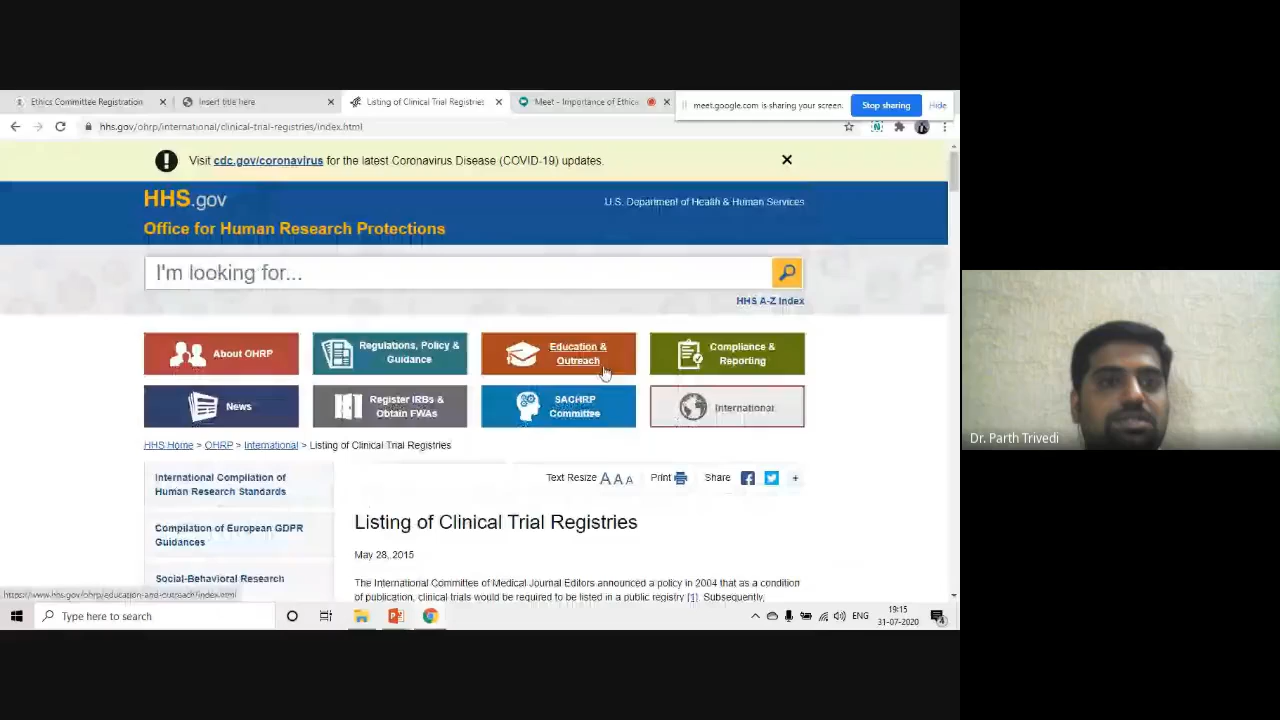 Ethics Committee Registration
Insert title here
Listing of Clinical Trial Registries
Meet - Importance of Ethic
meet.google.com is sharing your screen.
Stop sharing
Hide
hhs.gov/ohrp/international/clinical-trial-registries/index.html
Visit cdc.gov/coronavirus for the latest Coronavirus Disease (COVID-19) updates.
HHS.gov
U.S. Department of Health & Human Services
Office for Human Research Protections
I'm looking for...
HHS A-Z Index
About OHRP
Regulations, Policy &
Guidance
Education &
Outreach
Compliance &
Reporting
News
Register IRBs &
Obtain FWAs
SACHRP
Committee
International
HHS Home > OHRP > International > Listing of Clinical Trial Registries
International Compilation of
Human Research Standards
Compilation of European GDPR
Guidances
Social-Behavioral Research
Text Resize A A A
Print
Share
+
Listing of Clinical Trial Registries
May 28, 2015
The International Committee of Medical Journal Editors announced a policy in 2004 that as a condition
of publication, clinical trials would be required to be listed in a public registry [1]. Subsequently,
https://www.hhs.gov/ohrp/education-and-outreach/index.html
Type here to search
ENG
19:15
31-07-2020
4
Dr. Parth Trivedi